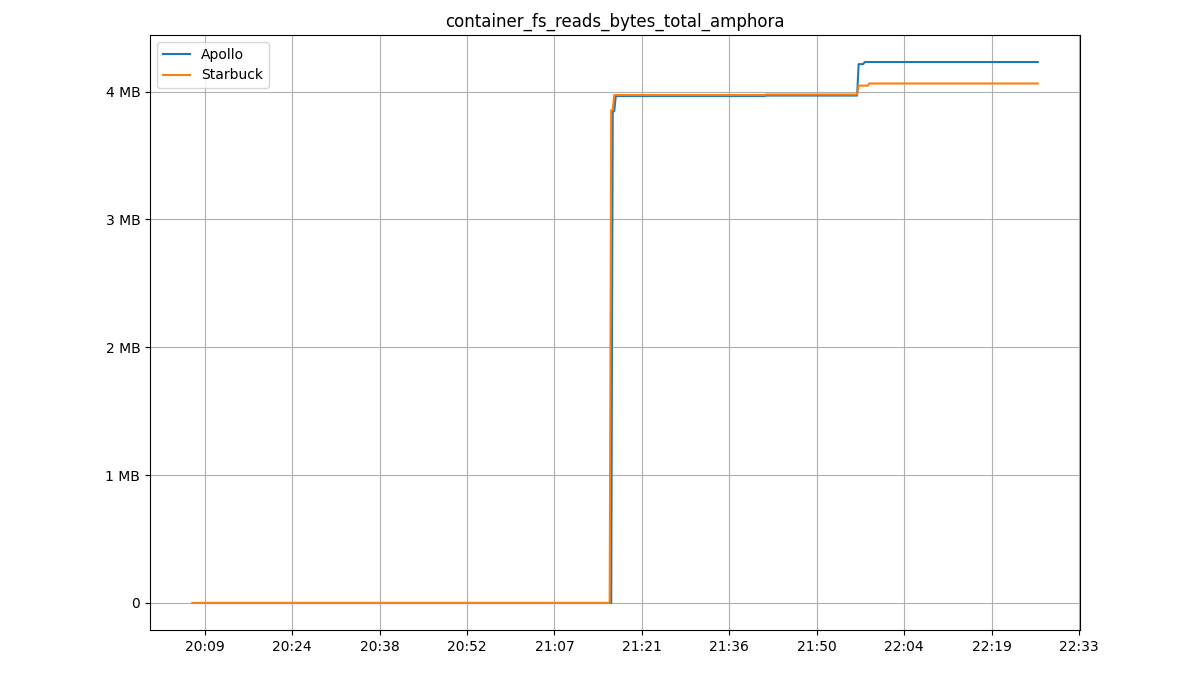 container_fs_reads_bytes_total_amphora
Apollo
Starbuck
4 MB
3 MB
2 MB
1 MB
0
20:09 20:24 20:38 20:52 21:07 21:21 21:36 21:50 22:04 22:19 22:33